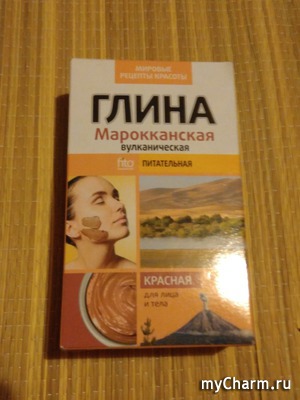 МИРОВЫЕ
РЕЦЕПТЫ КРАСОТЫ
ГЛИНА
Марокканская
вулканическая
fito
ПИТАТЕЛЬНАЯ
КРАСНАЯ
для лица
и тела
myCharm.ru